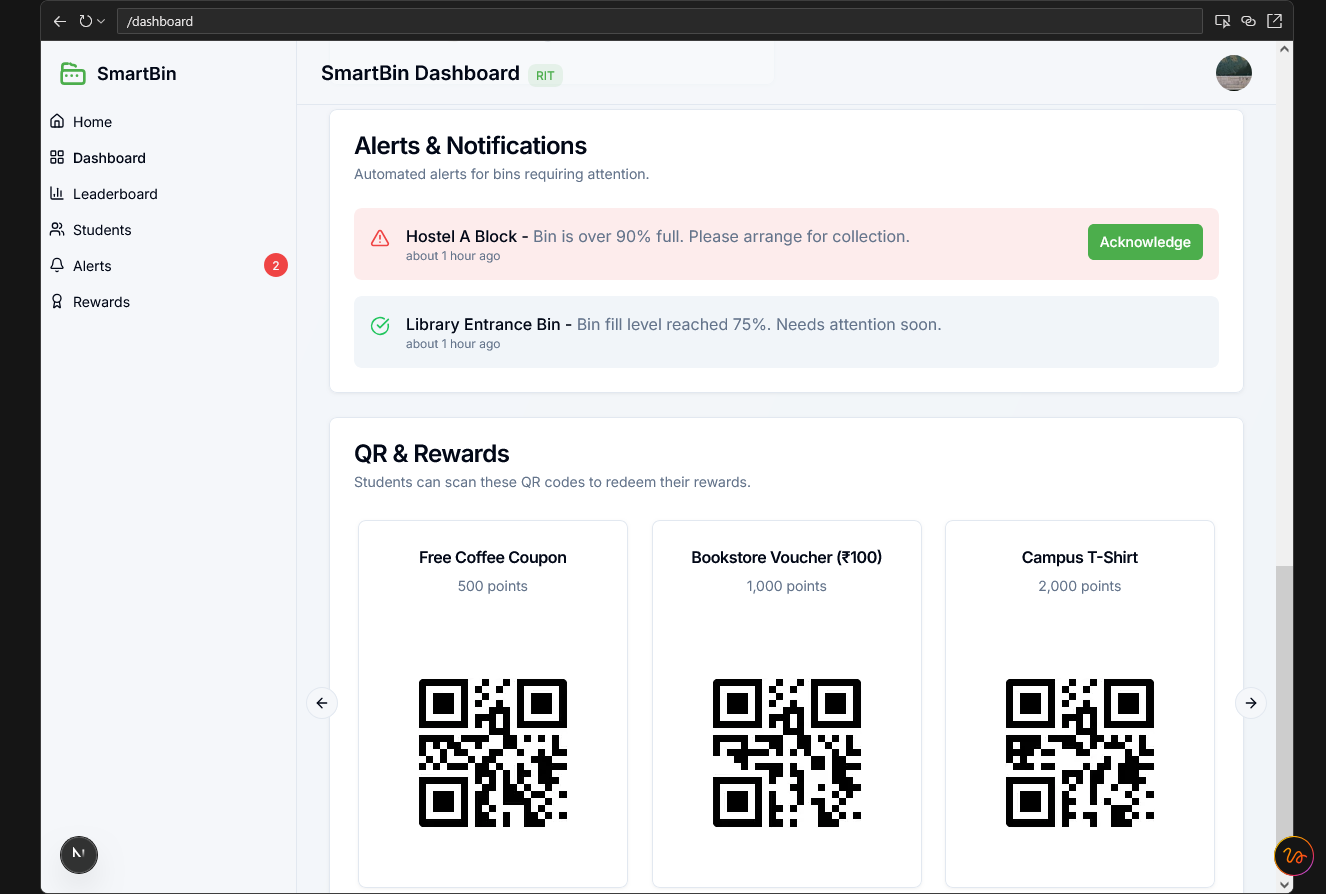 /dashboard
SmartBin
Home
Dashboard
Leaderboard
Students
Alerts
2
Rewards
SmartBin Dashboard RIT
Alerts & Notifications
Automated alerts for bins requiring attention.
Hostel A Block - Bin is over 90% full. Please arrange for collection.
about 1 hour ago
Acknowledge
Library Entrance Bin - Bin fill level reached 75%. Needs attention soon.
about 1 hour ago
QR & Rewards
Students can scan these QR codes to redeem their rewards.
Free Coffee Coupon
500 points
Bookstore Voucher (₹100)
1,000 points
Campus T-Shirt
2,000 points
N